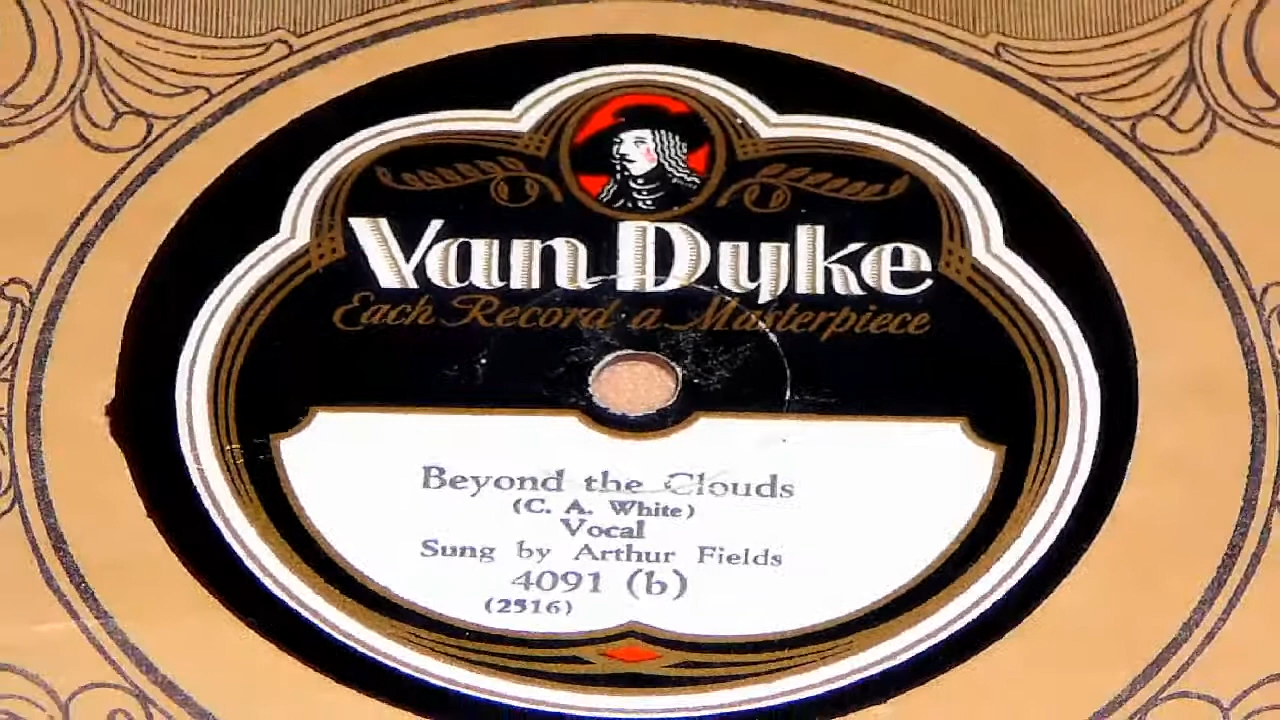 Van Dyke
Each Record a Masterpiece
Beyond the Clouds
(C. A. White)
Vocal
Sung by Arthur Fields
4091 (b)
(2516)